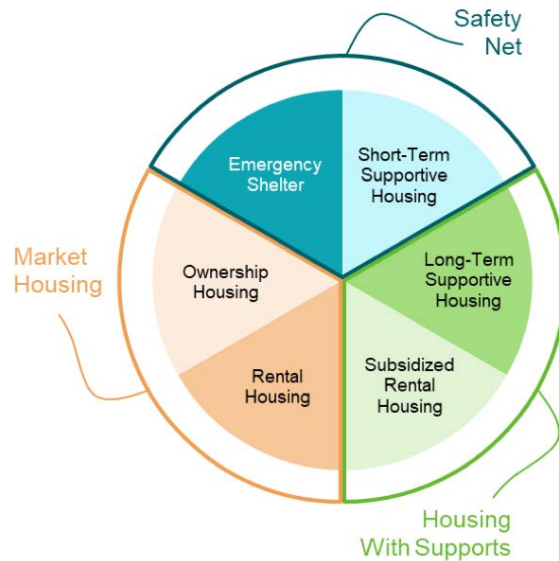 Safety
Net
Emergency
Shelter
Short-Term
Supportive
Housing
Market
Housing
Ownership
Housing
Long-Term
Supportive
Housing
Rental
Housing
Subsidized
Rental
Housing
Housing
With Supports